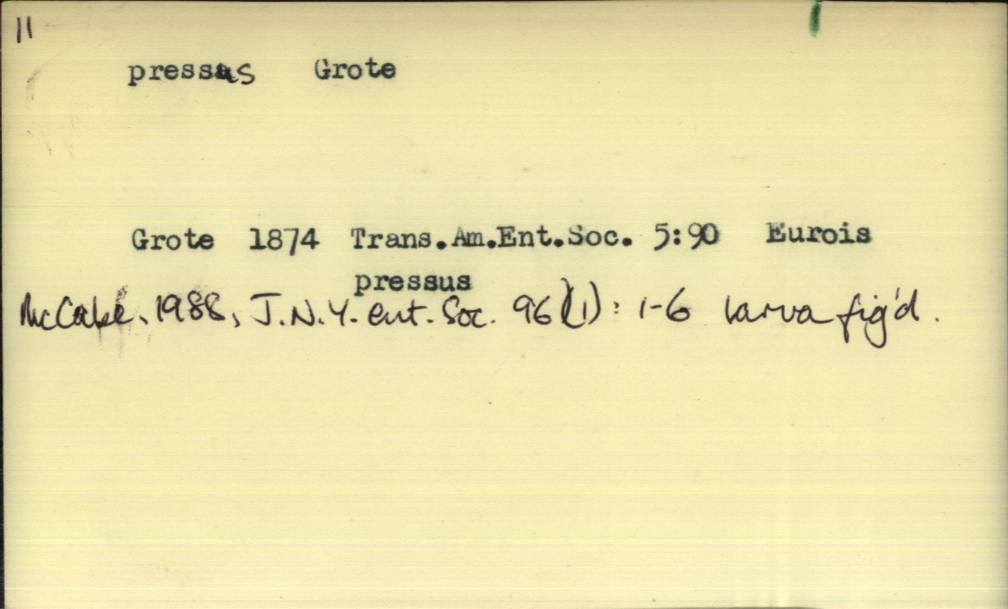 11
pressus Grote
Grote 1874 Trans.Am.Ent.Soc. 5:90 Eurois
pressus
McCabe, 1988, J.N.Y. ent. Soc. 96(1): 1-6 larva fig'd.